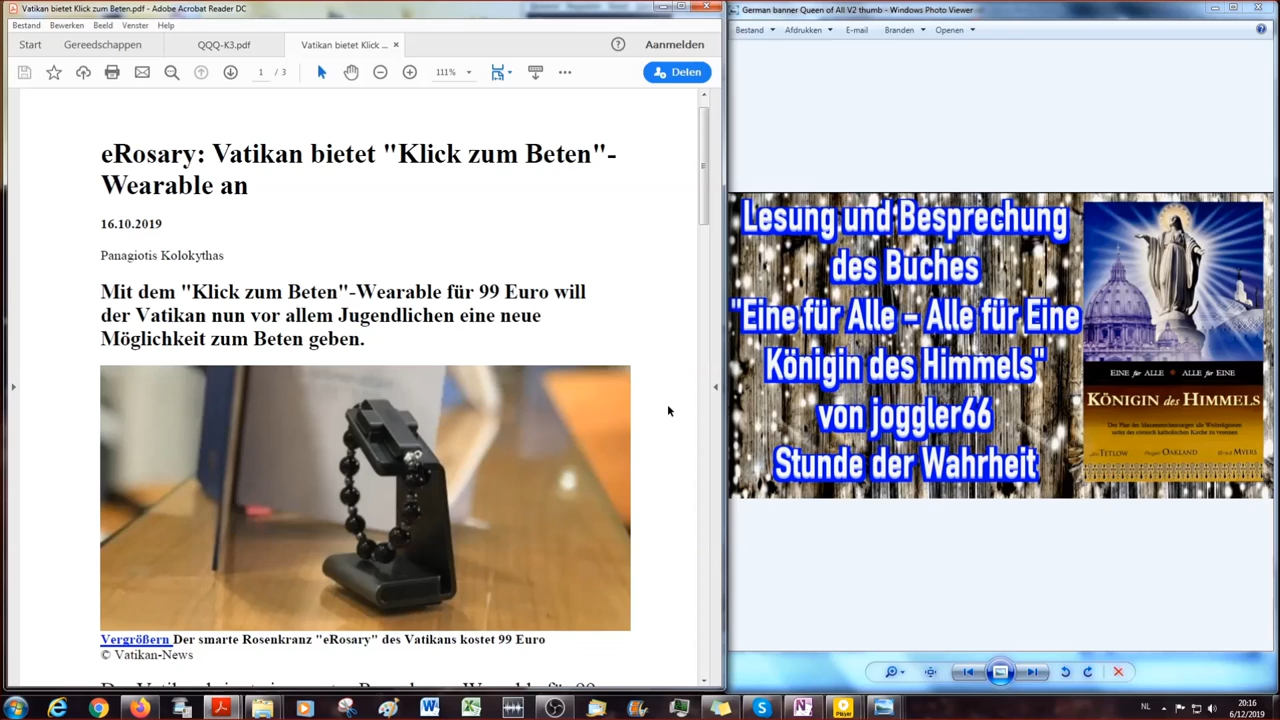 Vatikan bietet Klick zum Beten.pdf - Adobe Acrobat Reader DC
Bestand Bewerken Beeld Venster Help
Start Gereedschappen QQQ-K3.pdf Vatikan bietet Klick ... × Aanmelden
1 / 3 111% Delen
eRosary: Vatikan bietet "Klick zum Beten"-
Wearable an
16.10.2019
Panagiotis Kolokythas
Mit dem "Klick zum Beten"-Wearable für 99 Euro will
der Vatikan nun vor allem Jugendlichen eine neue
Möglichkeit zum Beten geben.
Vergrößern Der smarte Rosenkranz "eRosary" des Vatikans kostet 99 Euro
© Vatikan-News
German banner Queen of All V2 thumb - Windows Photo Viewer
Bestand Afdrukken E-mail Branden Openen
Lesung und Besprechung
des Buches
"Eine für Alle – Alle für Eine
Königin des Himmels"
von joggler66
Stunde der Wahrheit
EINE für ALLE ALLE für EINE
KÖNIGIN des HIMMELS
TETLOW OAKLAND MYERS
NL 20:16
6/12/2019